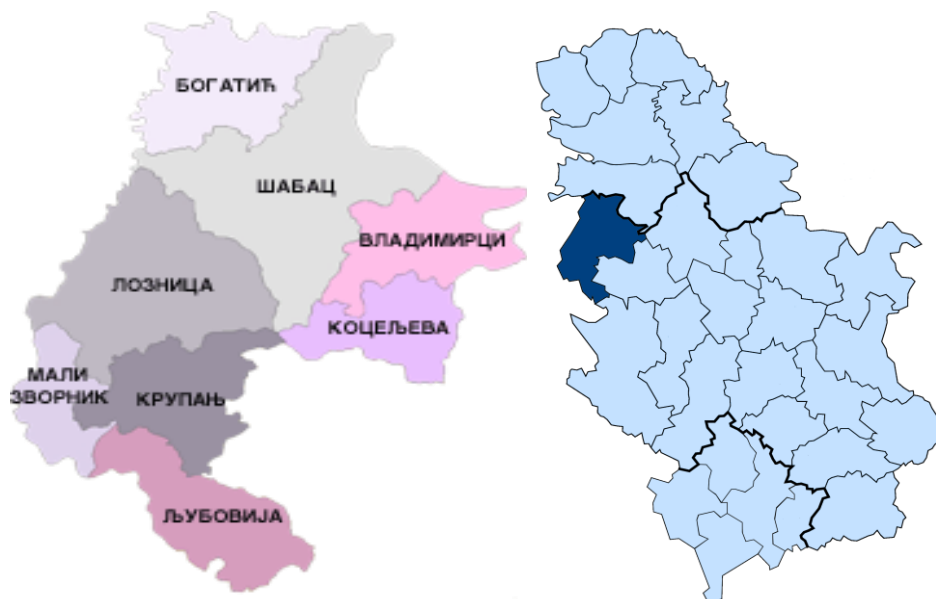 БОГАТИЋ
ШАБАЦ
ВЛАДИМИРЦИ
ЛОЗНИЦА
КОЦЕЉЕВА
МАЛИ
ЗВОРНИК
КРУПАЊ
ЉУБОВИЈА